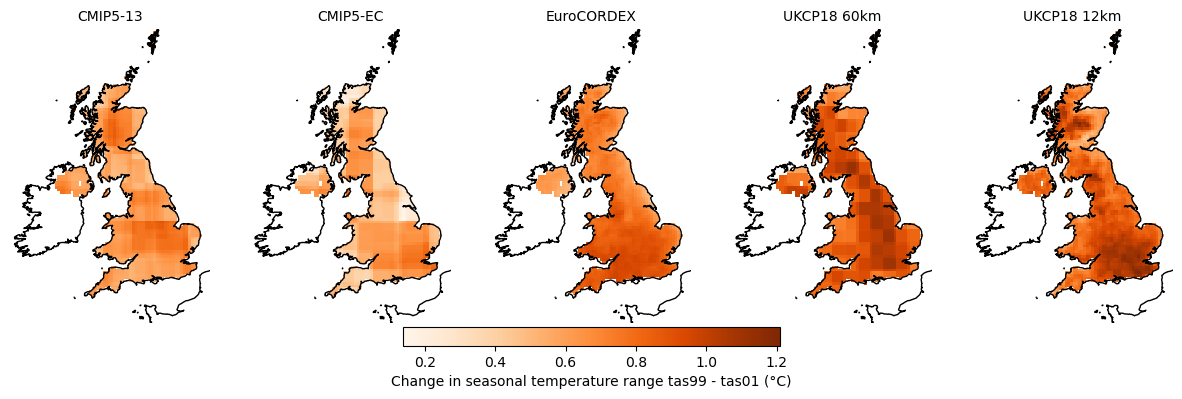 CMIP5-13 CMIP5-EC EuroCORDEX UKCP18 60km UKCP18 12km
0.2 0.4 0.6 0.8 1.0 1.2
Change in seasonal temperature range tas99 - tas01 (°C)